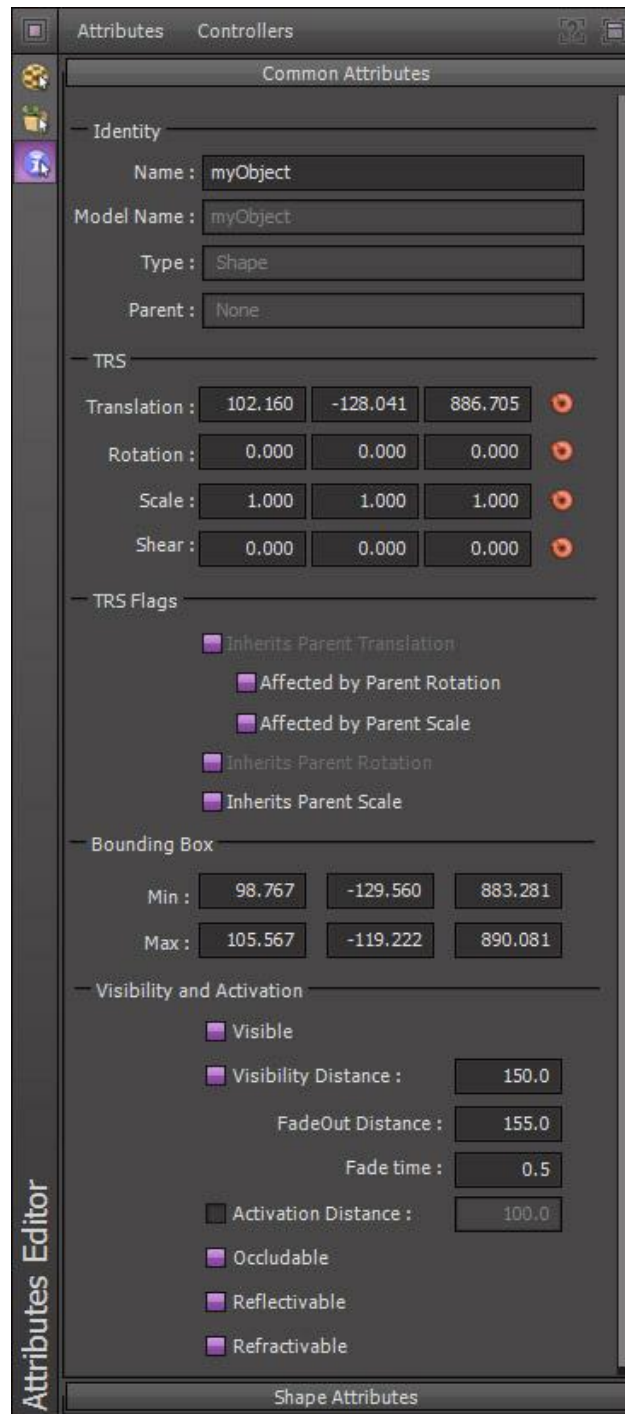 Attributes Controllers
Common Attributes
Identity
Name : myObject
Model Name : myObject
Type : Shape
Parent : None
TRS
Translation : 102.160 -128.041 886.705
Rotation : 0.000 0.000 0.000
Scale : 1.000 1.000 1.000
Shear : 0.000 0.000 0.000
TRS Flags
Inherits Parent Translation
Affected by Parent Rotation
Affected by Parent Scale
Inherits Parent Rotation
Inherits Parent Scale
Bounding Box
Min : 98.767 -129.560 883.281
Max : 105.567 -119.222 890.081
Visibility and Activation
Visible
Visibility Distance : 150.0
FadeOut Distance : 155.0
Fade time : 0.5
Activation Distance : 100.0
Occludable
Reflectivable
Refractivable
Shape Attributes
Attributes Editor